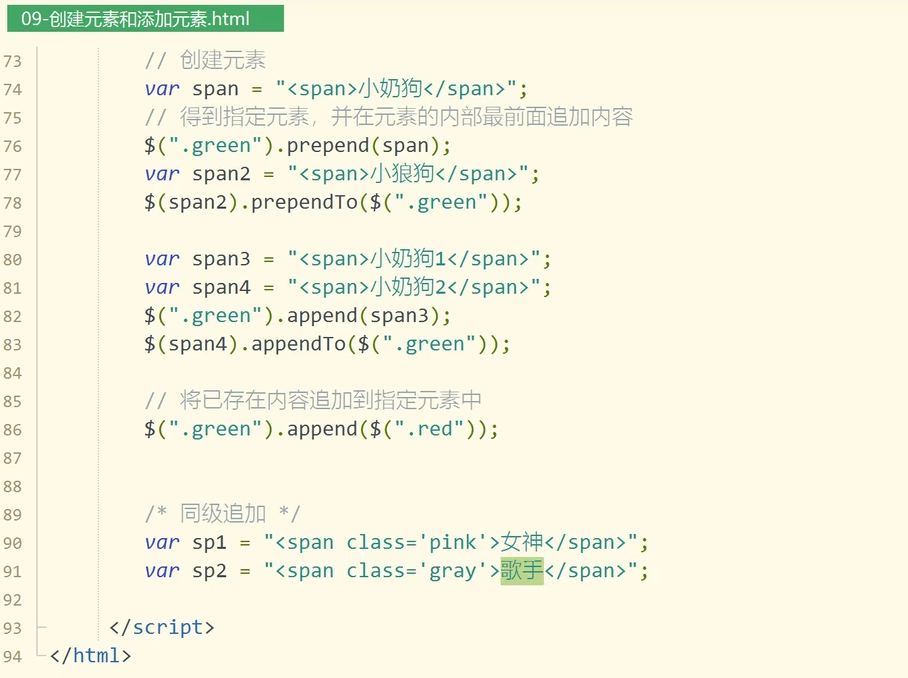 09-创建元素和添加元素.html
73 // 创建元素
74 var span = "<span>小奶狗</span>";
75 // 得到指定元素，并在元素的内部最前面追加内容
76 $(".green").prepend(span);
77 var span2 = "<span>小狼狗</span>";
78 $(span2).prependTo($(".green"));
79
80 var span3 = "<span>小奶狗1</span>";
81 var span4 = "<span>小奶狗2</span>";
82 $(".green").append(span3);
83 $(span4).appendTo($(".green"));
84
85 // 将已存在内容追加到指定元素中
86 $(".green").append($(".red"));
87
88
89 /* 同级追加 */
90 var sp1 = "<span class='pink'>女神</span>";
91 var sp2 = "<span class='gray'>歌手</span>";
92
93 </script>
94 </html>